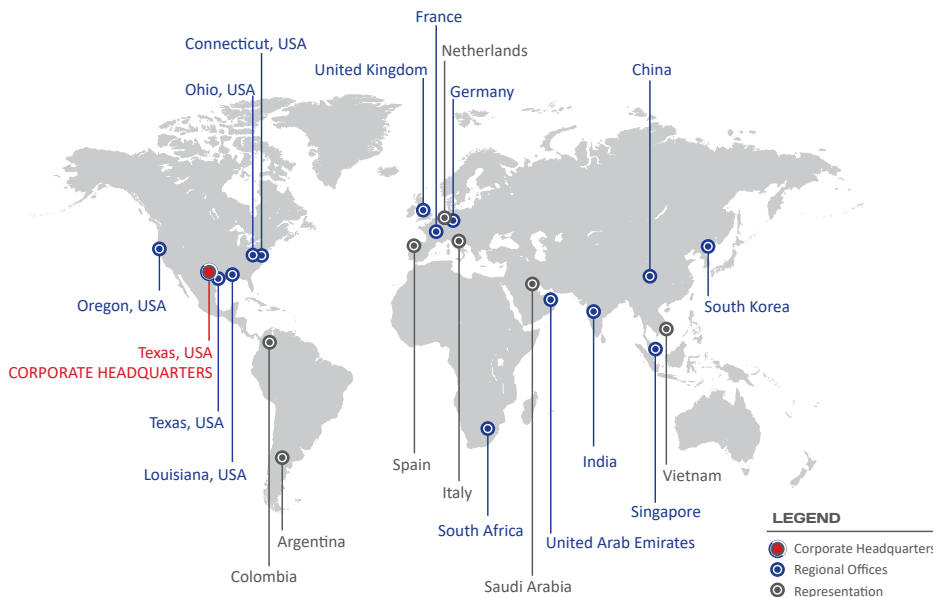 France
Connecticut, USA
Netherlands
United Kingdom
China
Ohio, USA
Germany
Oregon, USA
South Korea
Texas, USA
CORPORATE HEADQUARTERS
Texas, USA
Louisiana, USA
Spain
India
Vietnam
Italy
Singapore
South Africa
United Arab Emirates
Argentina
Colombia
Saudi Arabia
LEGEND
Corporate Headquarters
Regional Offices
Representation